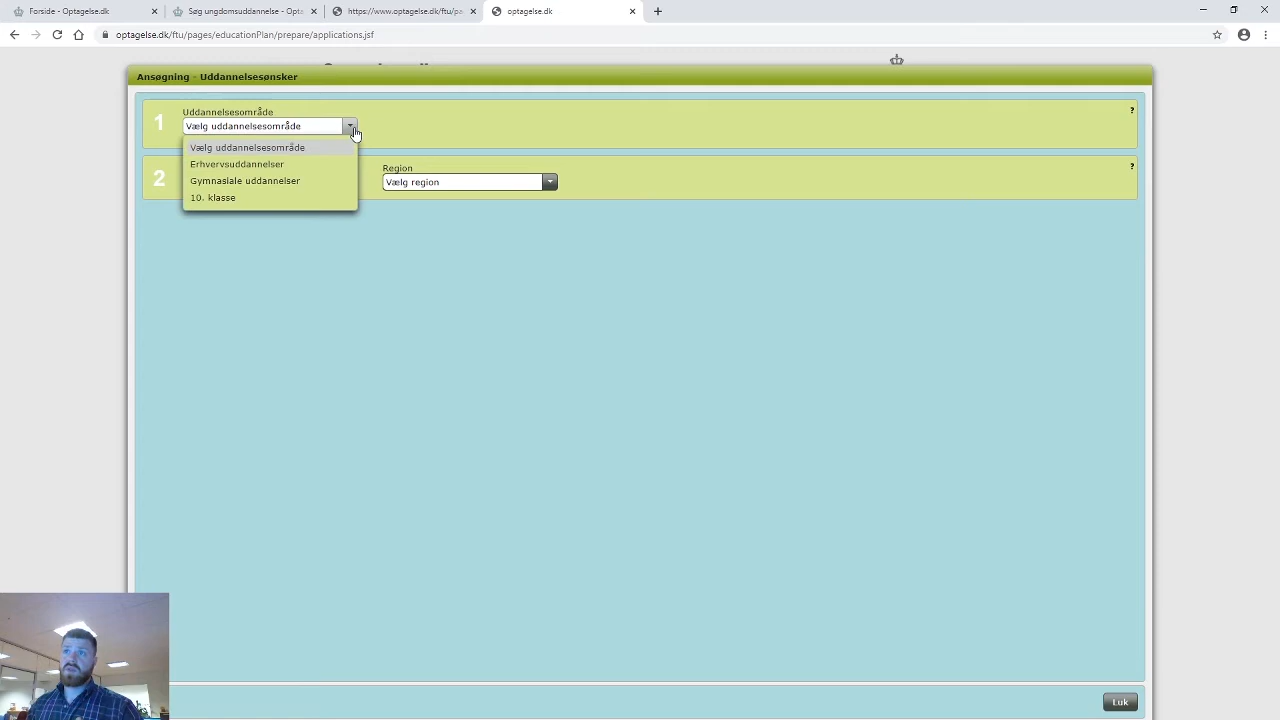 Forside - Optagelse.dk
Søg ungdomsuddannelse - Opta
https://www.optagelse.dk/ftu/pa
optagelse.dk
optagelse.dk/ftu/pages/educationPlan/prepare/applications.jsf
Ansøgning - Uddannelsesønsker
1
Uddannelsesområde
Vælg uddannelsesområde
?
Vælg uddannelsesområde
Erhvervsuddannelser
Gymnasiale uddannelser
10. klasse
2
Region
Vælg region
?
Luk